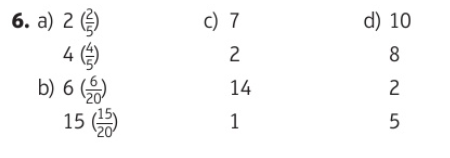 6. a) 2 (2/5) c) 7 d) 10
4 (4/5) 2 8
b) 6 (6/20) 14 2
15 (15/20) 1 5